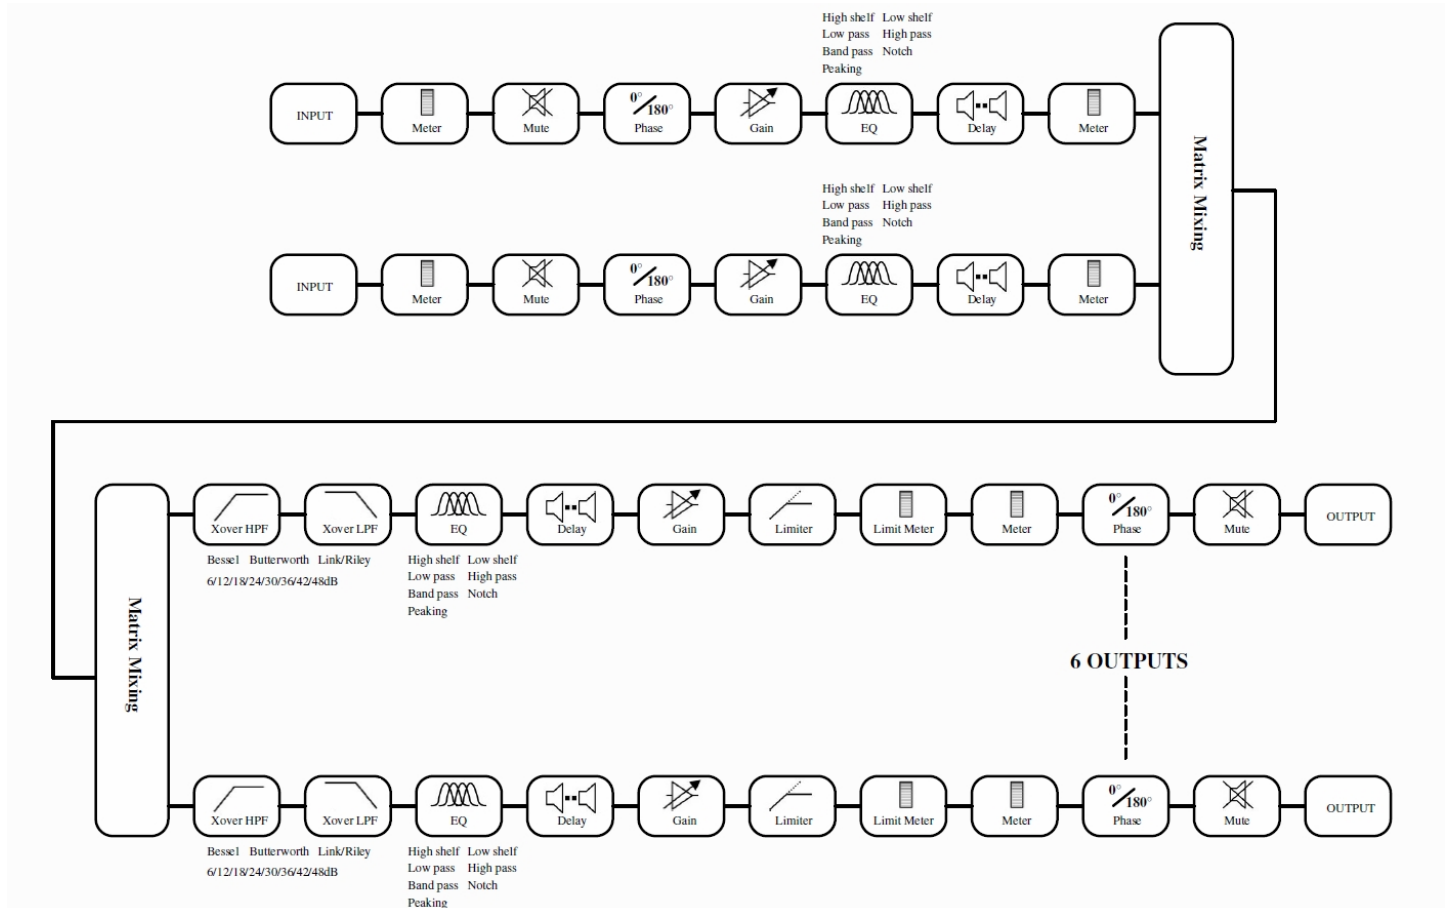 High shelf Low shelf
Low pass High pass
Band pass Notch
Peaking
INPUT
Meter
Mute
0°/180°
Phase
Gain
EQ
Delay
Meter
Matrix Mixing
High shelf Low shelf
Low pass High pass
Band pass Notch
Peaking
INPUT
Meter
Mute
0°/180°
Phase
Gain
EQ
Delay
Meter
Matrix Mixing
Xover HPF
Xover LPF
EQ
Delay
Gain
Limiter
Limit Meter
Meter
0°/180°
Phase
Mute
OUTPUT
Bessel Butterworth Link/Riley
6/12/18/24/30/36/42/48dB
High shelf Low shelf
Low pass High pass
Band pass Notch
Peaking
6 OUTPUTS
Xover HPF
Xover LPF
EQ
Delay
Gain
Limiter
Limit Meter
Meter
0°/180°
Phase
Mute
OUTPUT
Bessel Butterworth Link/Riley
6/12/18/24/30/36/42/48dB
High shelf Low shelf
Low pass High pass
Band pass Notch
Peaking